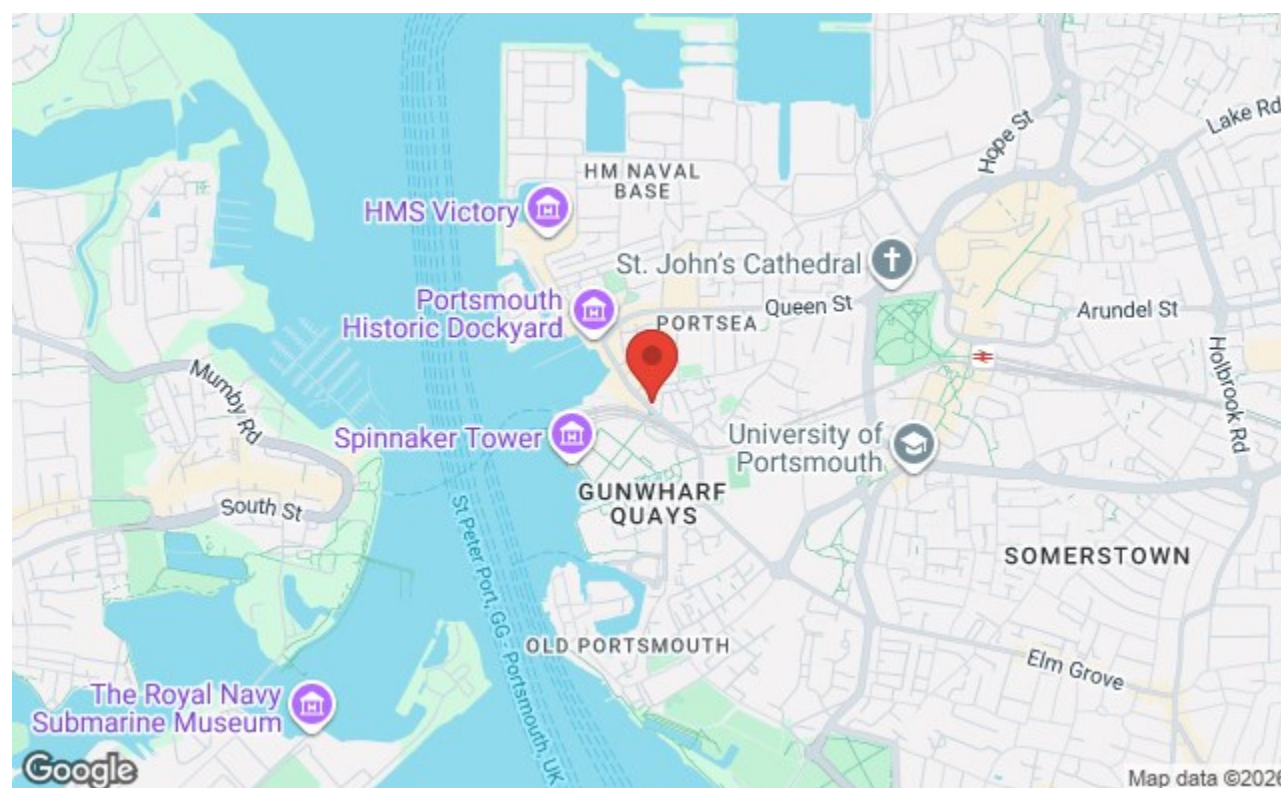 Hope St
Lake Rd
HM NAVAL
BASE
HMS Victory
St. John's Cathedral
Portsmouth
Historic Dockyard
Queen St
Arundel St
PORTSEA
Holbrook Rd
Mumby Rd
Spinnaker Tower
University of
Portsmouth
GUNWHARF
QUAYS
South St
St Peter Port, GG - Portsmouth, UK
SOMERSTOWN
OLD PORTSMOUTH
Elm Grove
The Royal Navy
Submarine Museum
Google
Map data ©2026